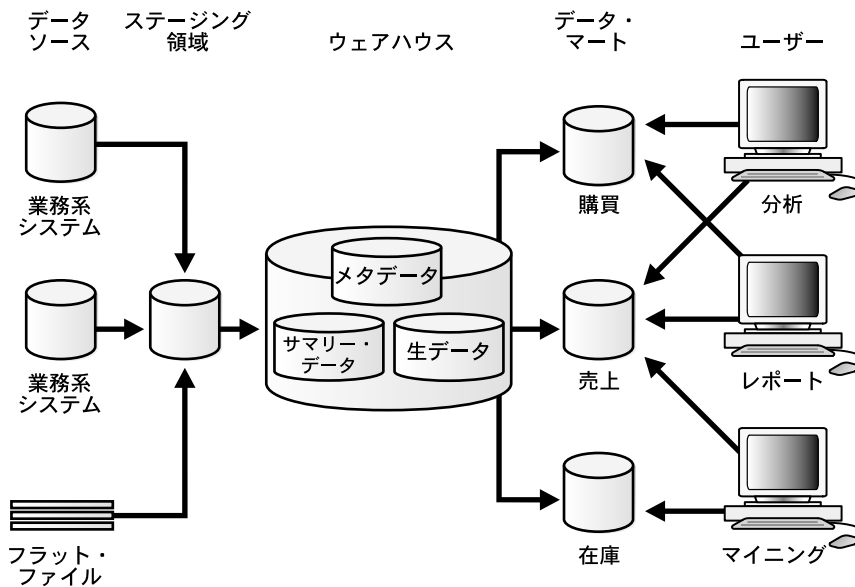 データ
ソース
ステージング
領域
ウェアハウス
データ・
マート
ユーザー
業務系
システム
購買
分析
メタデータ
サマリー・
データ
生データ
業務系
システム
売上
レポート
フラット・
ファイル
在庫
マイニング